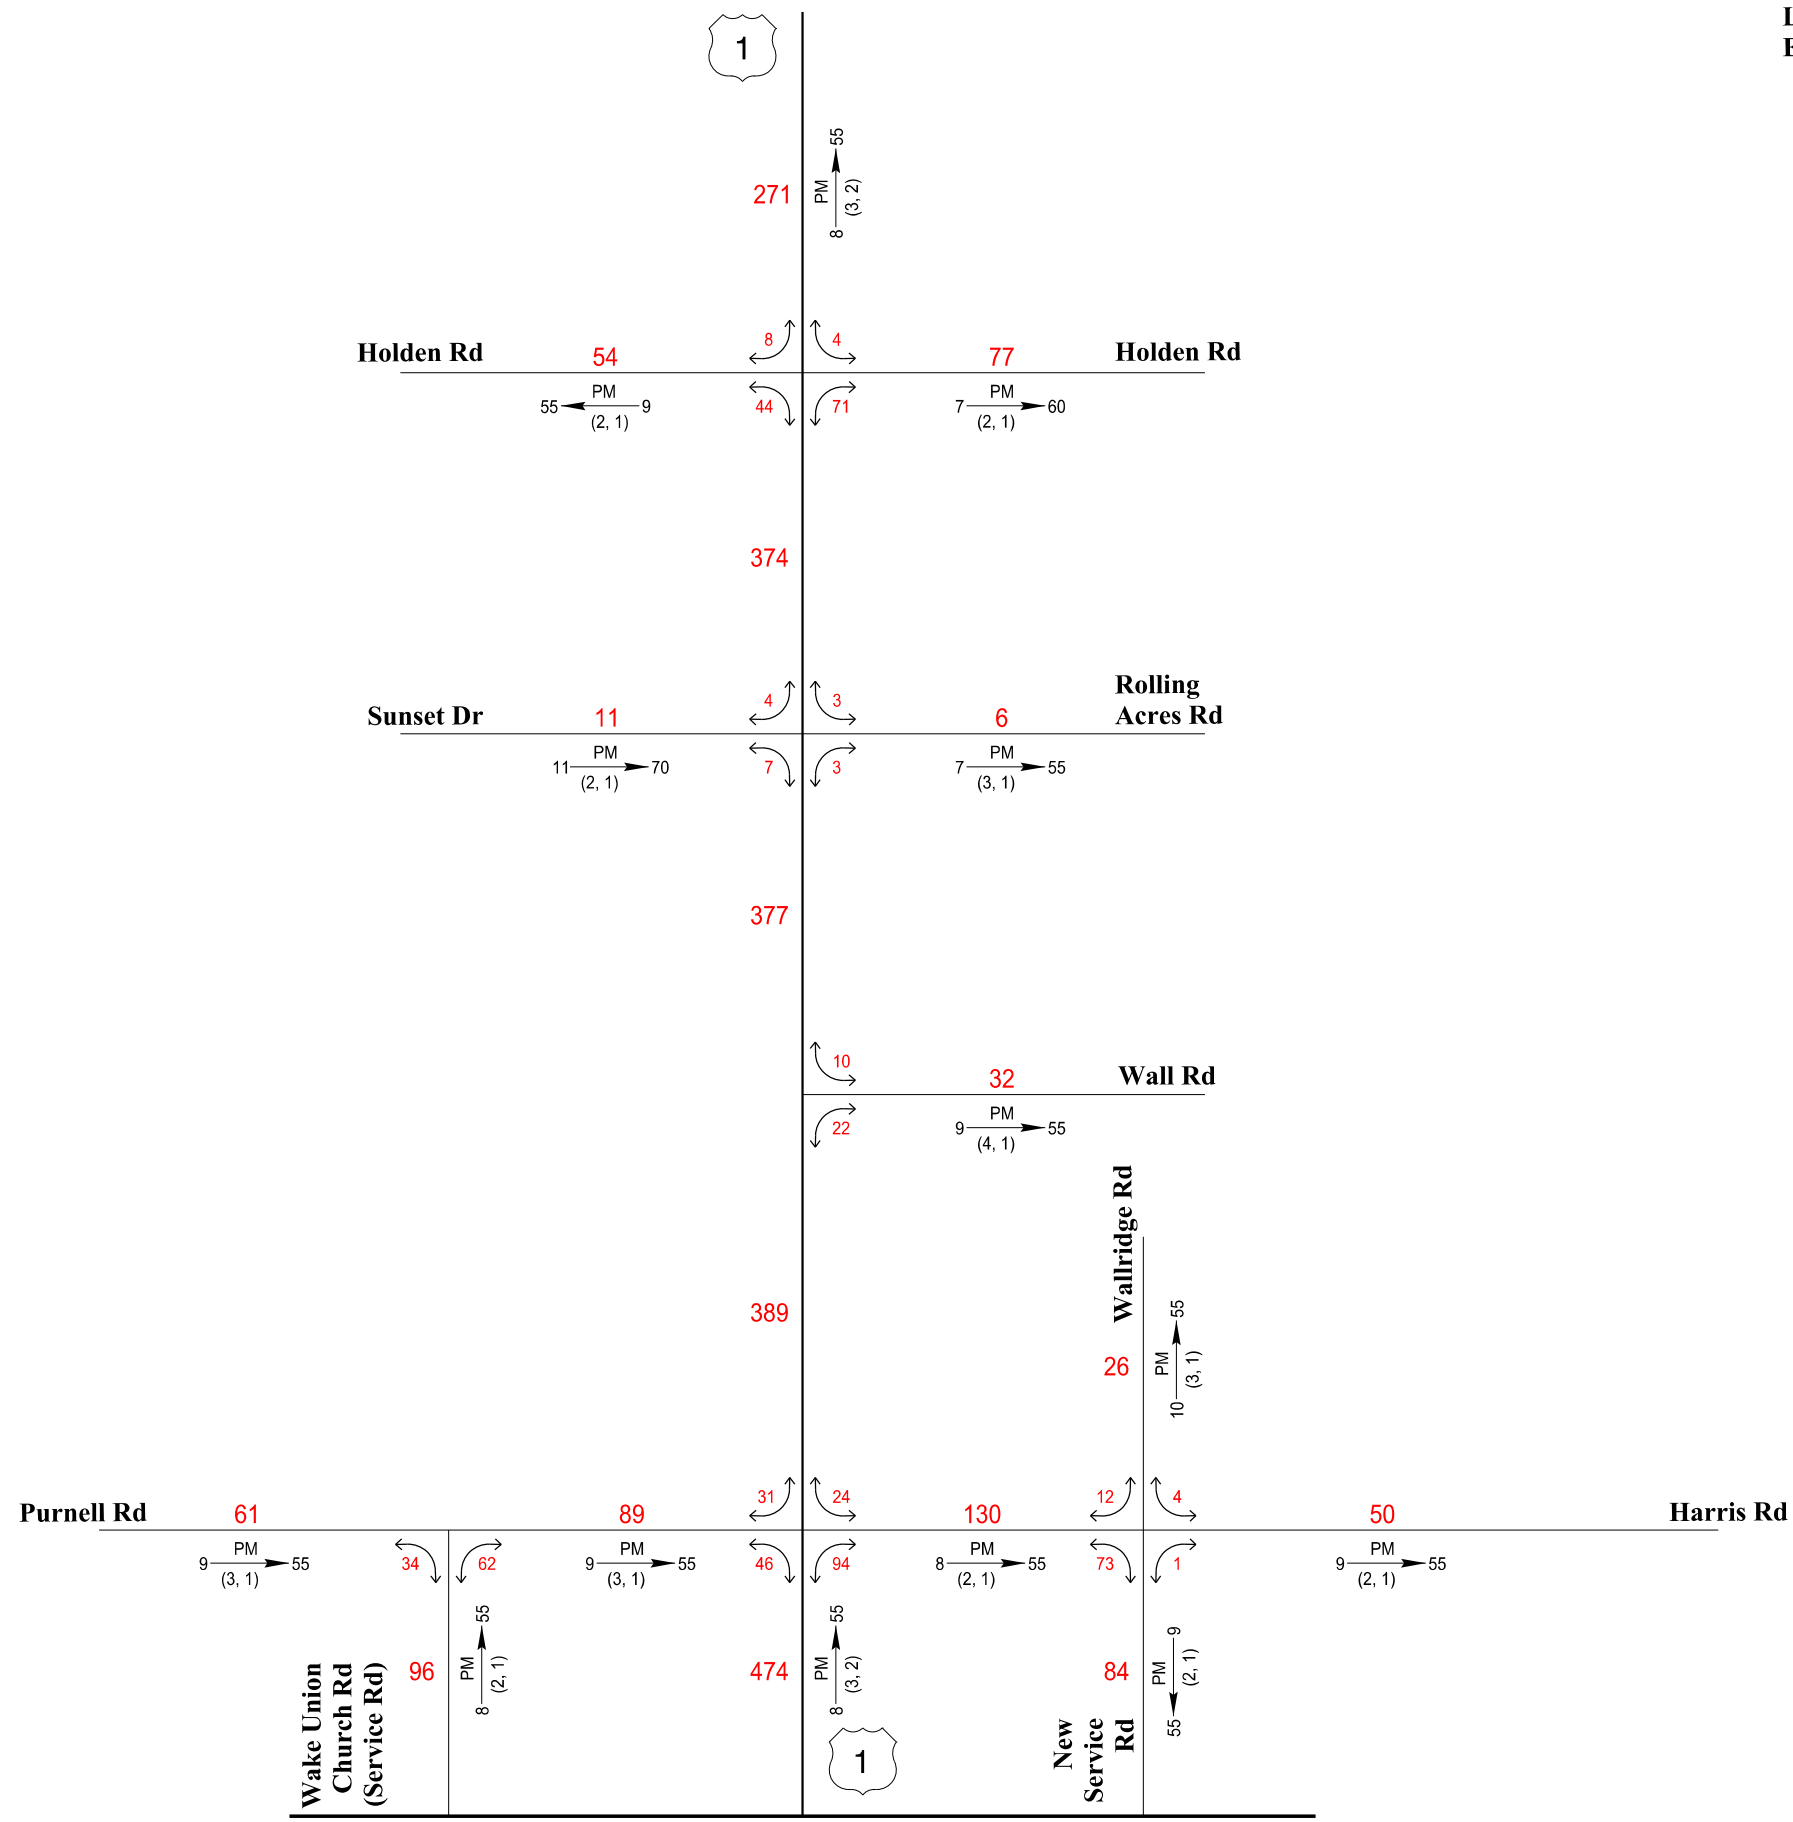 1
L
E
55
PM
(3, 2)
8
271
8
4
Holden Rd
54
77
Holden Rd
PM
55 9
(2, 1)
44
71
PM
7 60
(2, 1)
374
Rolling
Acres Rd
Sunset Dr
11
4
3
6
PM
11 70
(2, 1)
7
3
PM
7 55
(3, 1)
377
10
32
Wall Rd
22
PM
9 55
(4, 1)
Wallridge Rd
389
26
55
PM
(3, 1)
10
Purnell Rd
61
89
31
24
130
12
4
50
Harris Rd
PM
9 55
(3, 1)
34
62
PM
9 55
(3, 1)
46
94
PM
8 55
(2, 1)
73
1
PM
9 55
(2, 1)
Wake Union
Church Rd
(Service Rd)
96
55
PM
(2, 1)
8
474
55
PM
(3, 2)
8
84
9
PM
(2, 1)
55
New
Service
Rd
1